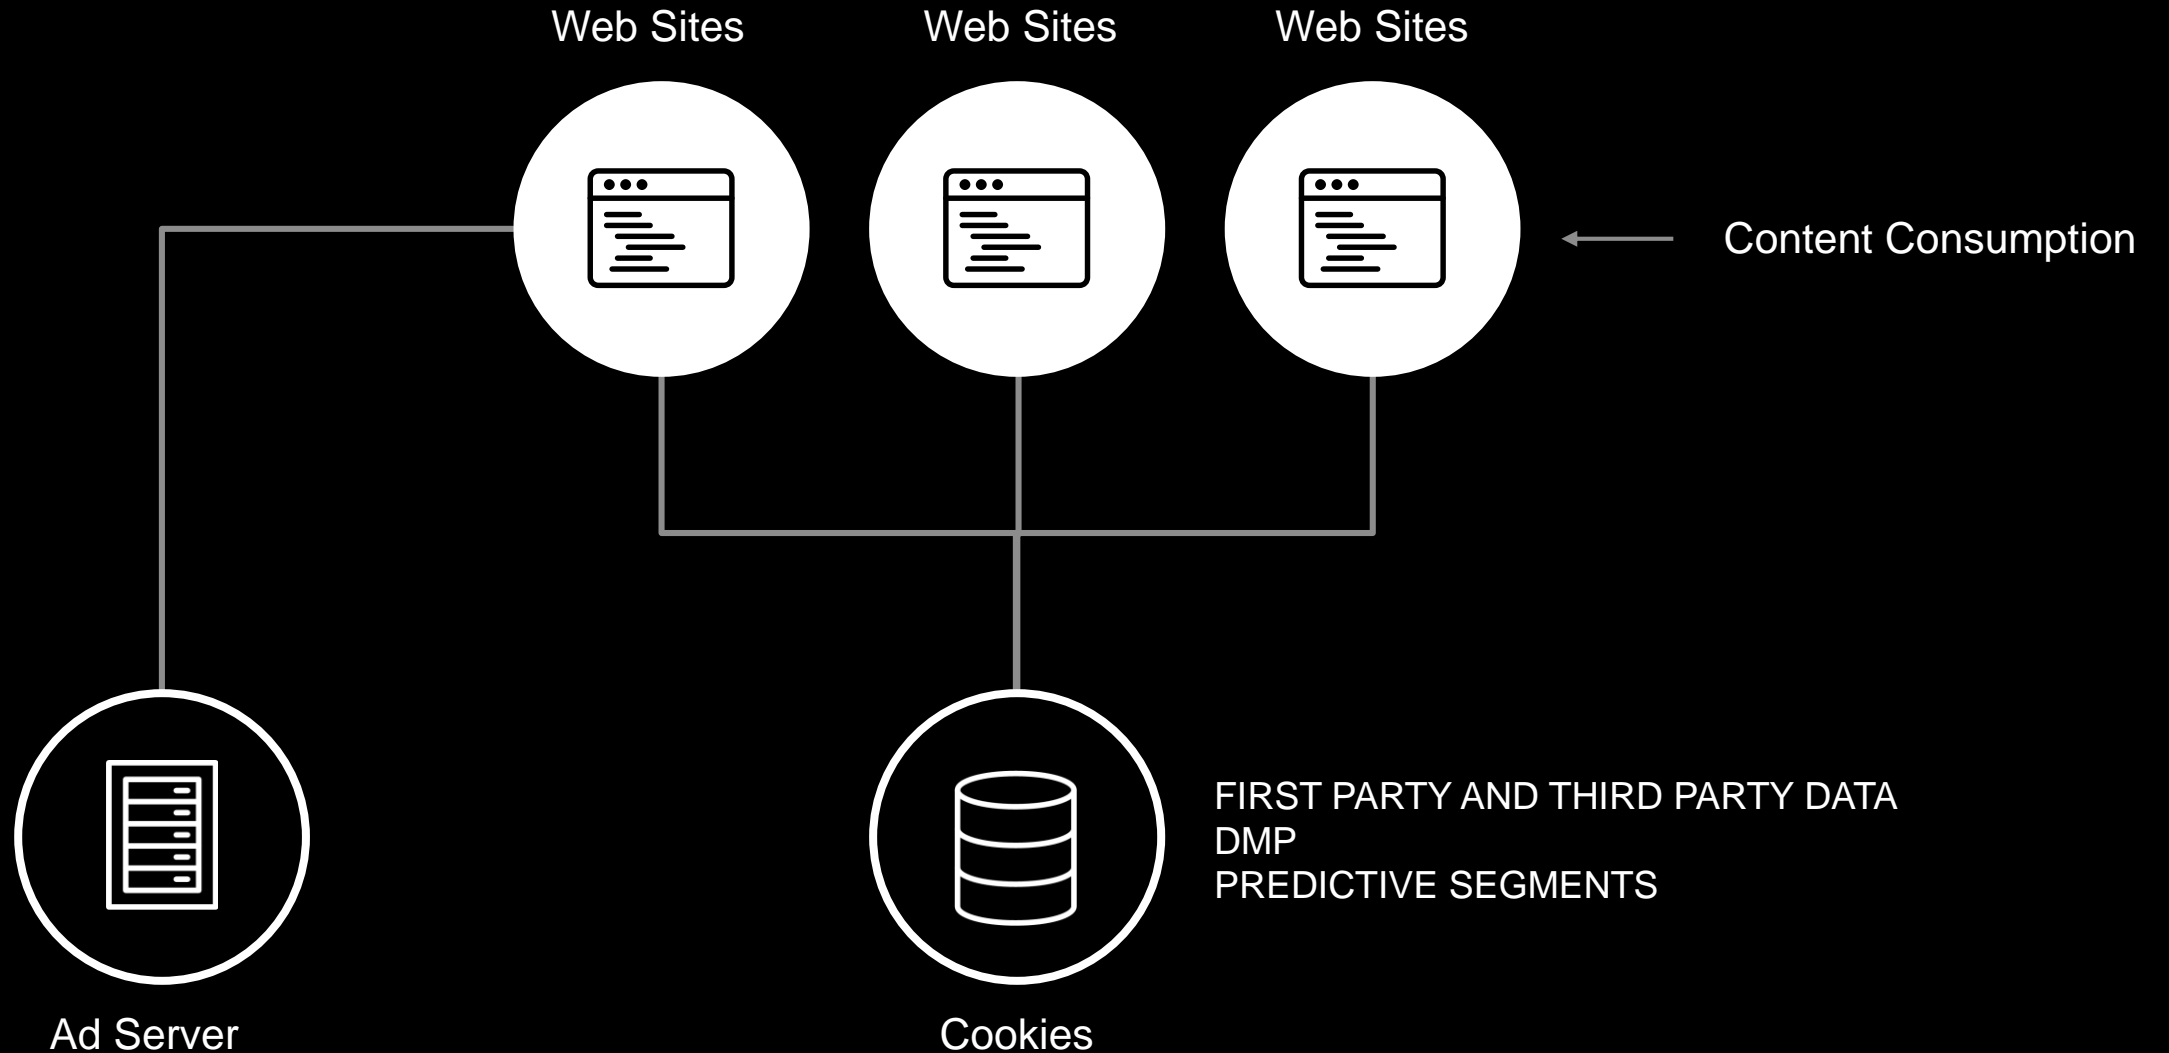 Web Sites
Web Sites
Web Sites
Content Consumption
FIRST PARTY AND THIRD PARTY DATA
DMP
PREDICTIVE SEGMENTS
Ad Server
Cookies